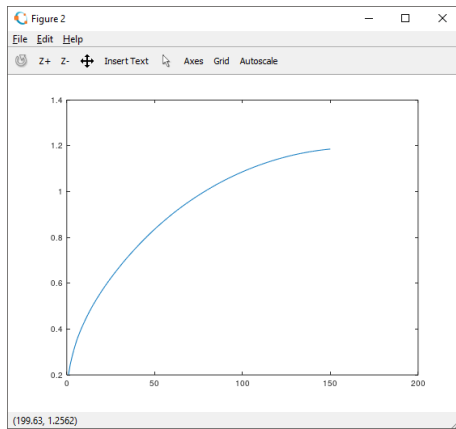 Figure 2
File Edit Help
Z+ Z- Insert Text Axes Grid Autoscale
1.4
1.2
1
0.8
0.6
0.4
0.2
0 50 100 150 200
(199.63, 1.2562)